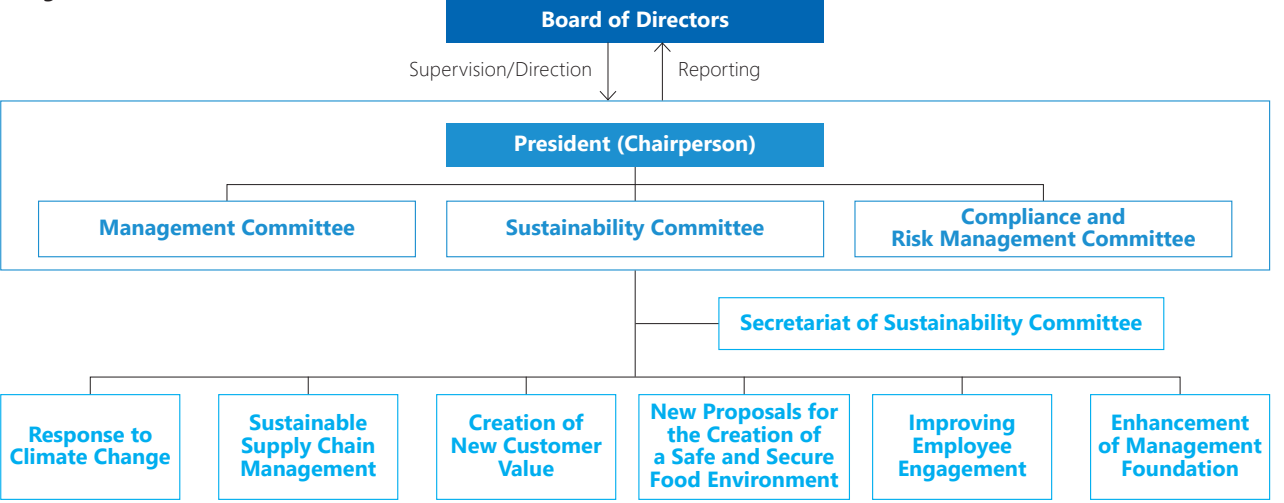 Board of Directors
Supervision/Direction
Reporting
President (Chairperson)
Management Committee
Sustainability Committee
Compliance and
Risk Management Committee
Secretariat of Sustainability Committee
Response to
Climate Change
Sustainable
Supply Chain
Management
Creation of
New Customer
Value
New Proposals for
the Creation of
a Safe and Secure
Food Environment
Improving
Employee
Engagement
Enhancement
of Management
Foundation